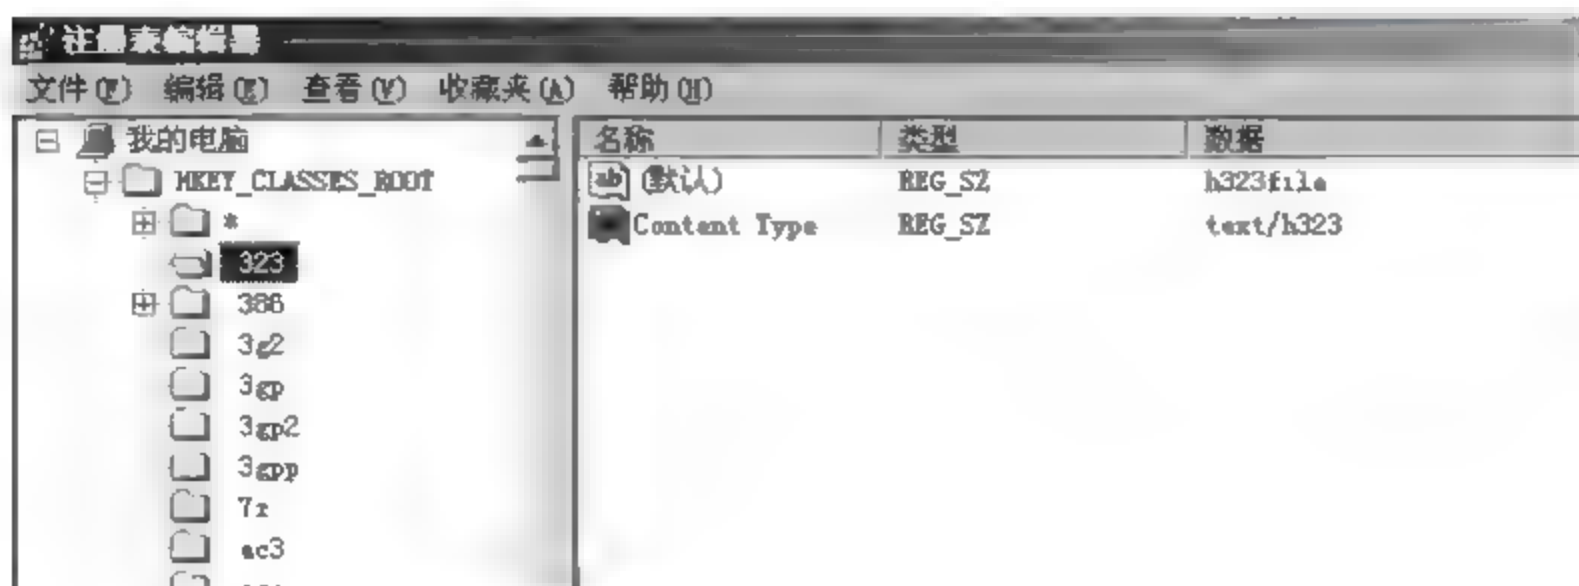 注册表编辑器
文件(F) 编辑(E) 查看(V) 收藏夹(A) 帮助(H)
我的电脑
HKEY_CLASSES_ROOT
*
323
386
3g2
3gp
3gp2
3gpp
7z
ac3
名称 类型 数据
ab (默认) REG_SZ h323file
Content Type REG_SZ text/h323